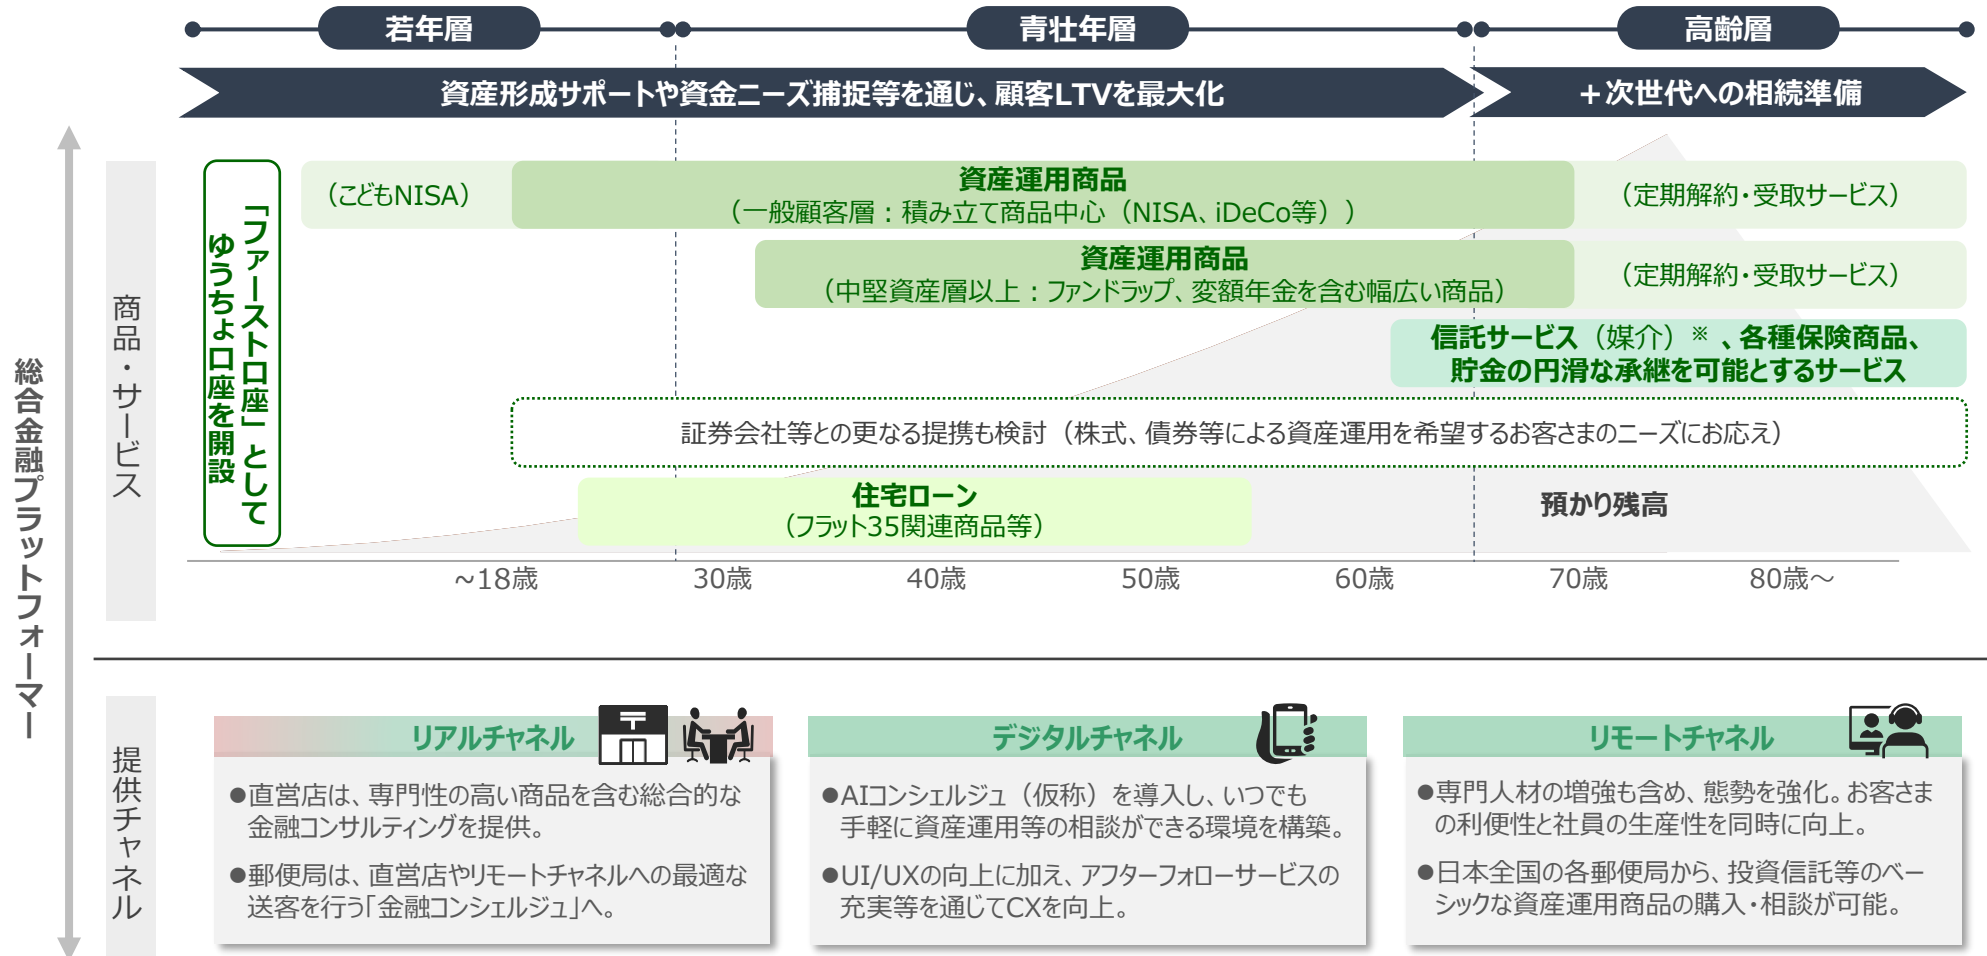 若年層
青壮年層
高齢層
資産形成サポートや資金ニーズ捕捉等を通じ、顧客LTVを最大化
＋次世代への相続準備
総合金融プラットフォーマー
商品・サービス
「ファーストロ座」として
ゆうちょ口座を開設
（こどもNISA）
資産運用商品
（一般顧客層：積み立て商品中心（NISA、iDeCo等））
（定期解約・受取サービス）
資産運用商品
（中堅資産層以上：ファンドラップ、変額年金を含む幅広い商品）
（定期解約・受取サービス）
信託サービス（媒介）※、各種保険商品、
貯金の円滑な承継を可能とするサービス
証券会社等との更なる提携も検討（株式、債券等による資産運用を希望するお客さまのニーズにお応え）
住宅ローン
（フラット35関連商品等）
預かり残高
～18歳
30歳
40歳
50歳
60歳
70歳
80歳～
提供チャネル
リアルチャネル
●直営店は、専門性の高い商品を含む総合的な
金融コンサルティングを提供。
●郵便局は、直営店やリモートチャネルへの最適な
送客を行う「金融コンシェルジュ」へ。
デジタルチャネル
●AIコンシェルジュ（仮称）を導入し、いつでも
手軽に資産運用等の相談ができる環境を構築。
●UI/UXの向上に加え、アフターフォローサービスの
充実等を通じてCXを向上。
リモートチャネル
●専門人材の増強も含め、態勢を強化。お客さま
の利便性と社員の生産性を同時に向上。
●日本全国の各郵便局から、投資信託等のベー
シックな資産運用商品の購入・相談が可能。